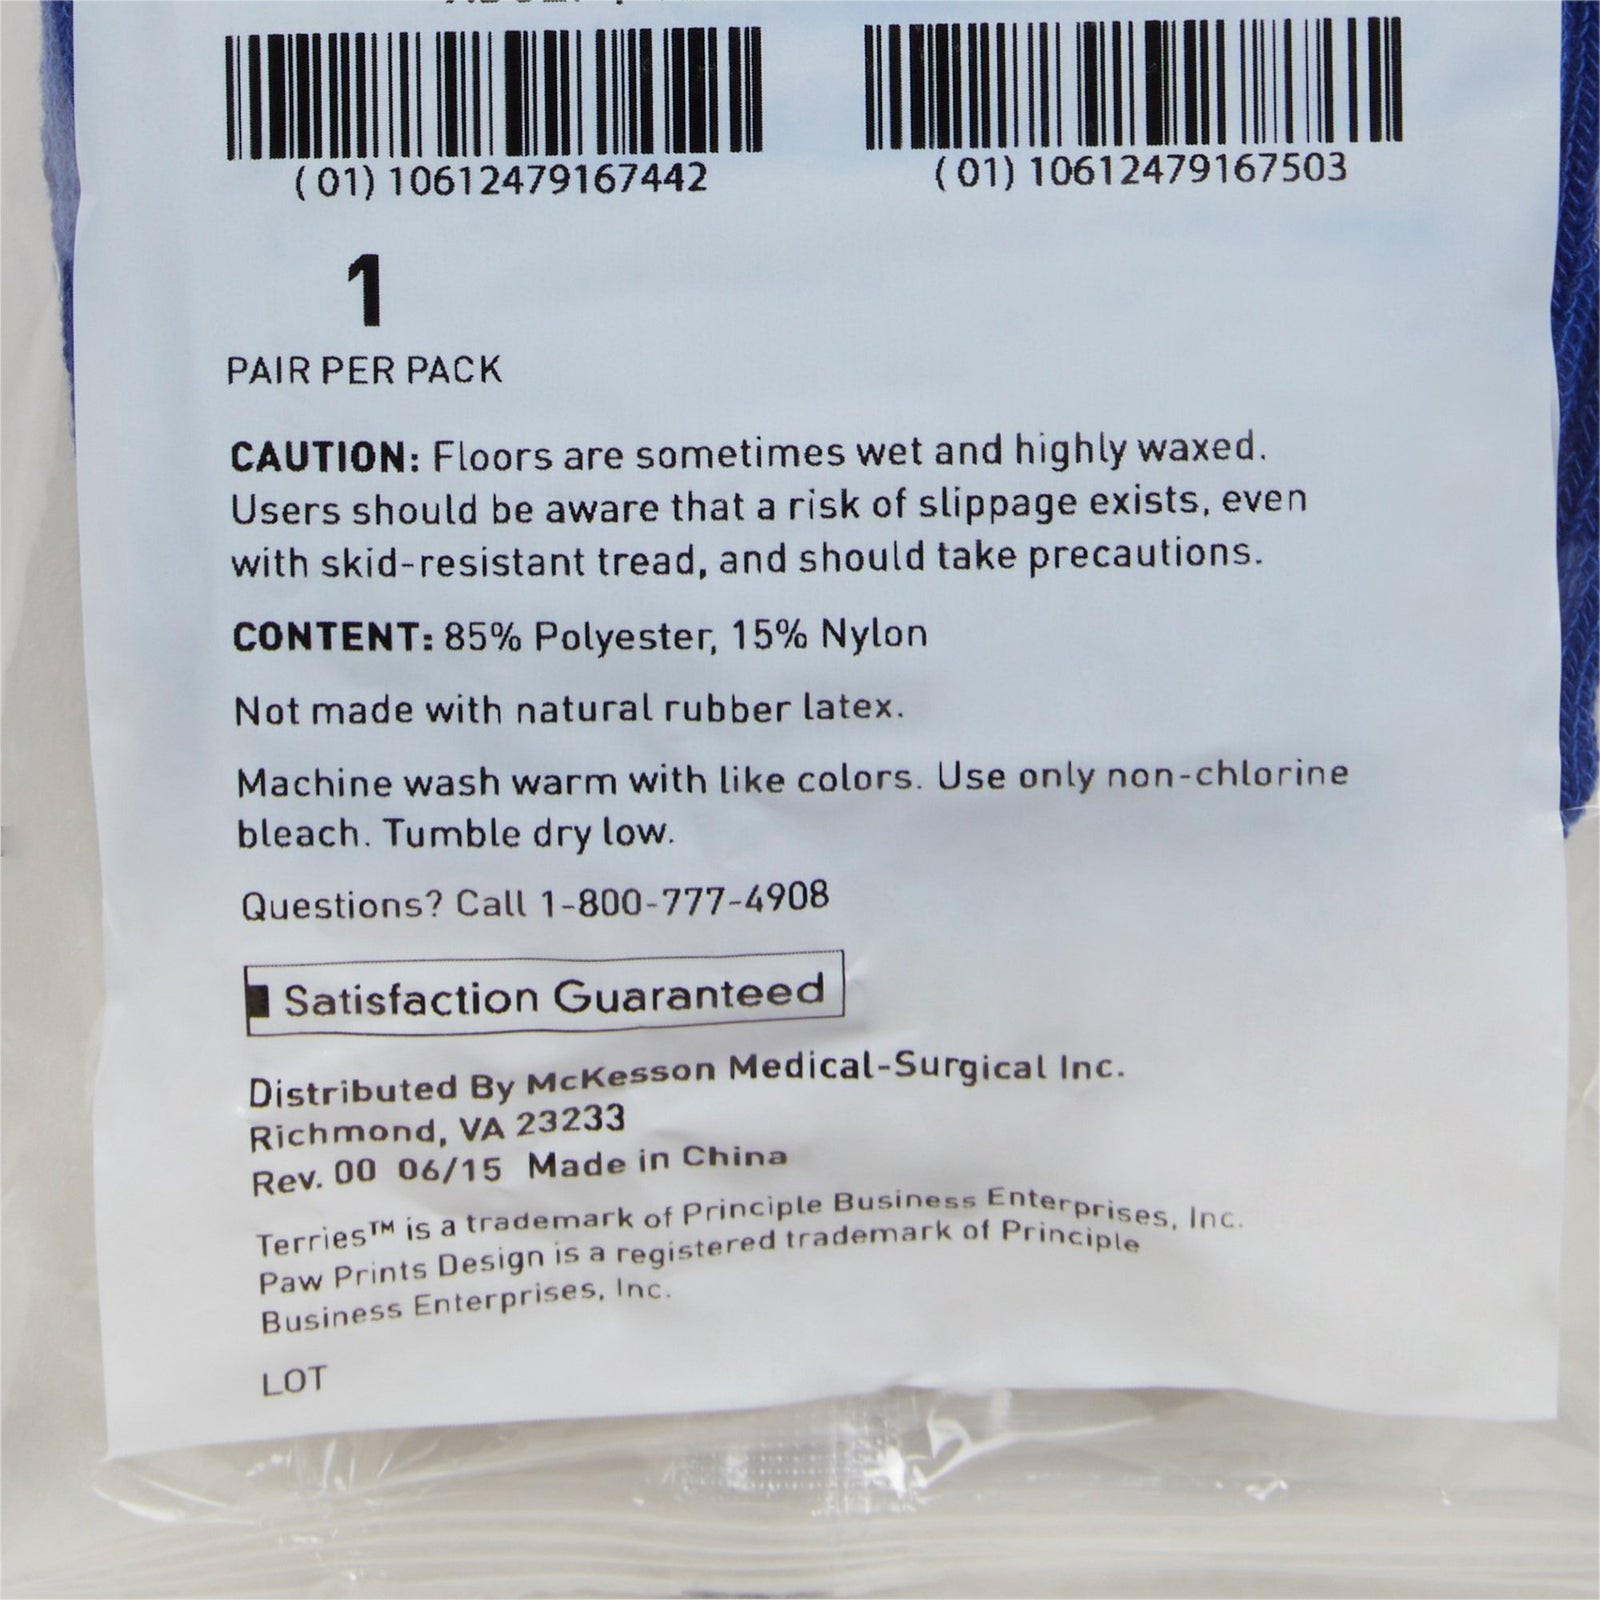 (01) 10612479167442
(01) 10612479167503
1
PAIR PER PACK
CAUTION: Floors are sometimes wet and highly waxed.
Users should be aware that a risk of slippage exists, even
with skid-resistant tread, and should take precautions.
CONTENT: 85% Polyester, 15% Nylon
Not made with natural rubber latex.
Machine wash warm with like colors. Use only non-chlorine
bleach. Tumble dry low.
Questions? Call 1-800-777-4908
Satisfaction Guaranteed
Distributed By McKesson Medical-Surgical Inc.
Richmond, VA 23233
Rev. 00 06/15 Made in China
Terries™ is a trademark of Principle Business Enterprises, Inc.
Paw Prints Design is a registered trademark of Principle
Business Enterprises, Inc.
LOT